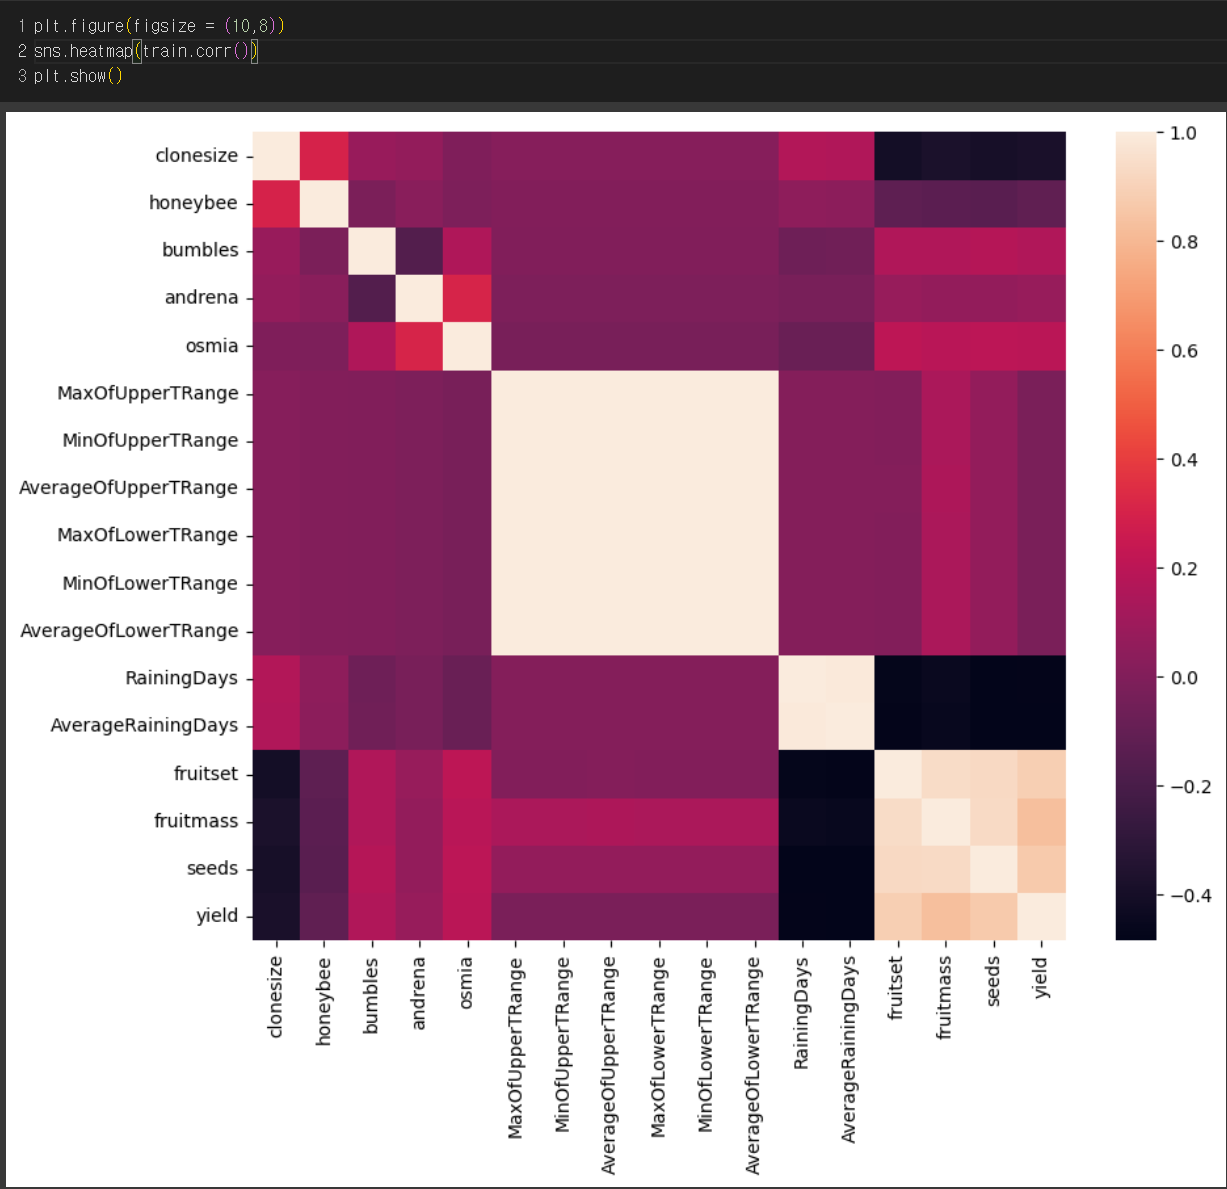 1 plt.figure(figsize = (10,8))
2 sns.heatmap(train.corr())
3 plt.show()
clonesize
honeybee
bumbles
andrena
osmia
MaxOfUpperTRange
MinOfUpperTRange
AverageOfUpperTRange
MaxOfLowerTRange
MinOfLowerTRange
AverageOfLowerTRange
RainingDays
AverageRainingDays
fruitset
fruitmass
seeds
yield
clonesize
honeybee
bumbles
andrena
osmia
MaxOfUpperTRange
MinOfUpperTRange
AverageOfUpperTRange
MaxOfLowerTRange
MinOfLowerTRange
AverageOfLowerTRange
RainingDays
AverageRainingDays
fruitset
fruitmass
seeds
yield
1.0
0.8
0.6
0.4
0.2
0.0
−0.2
−0.4